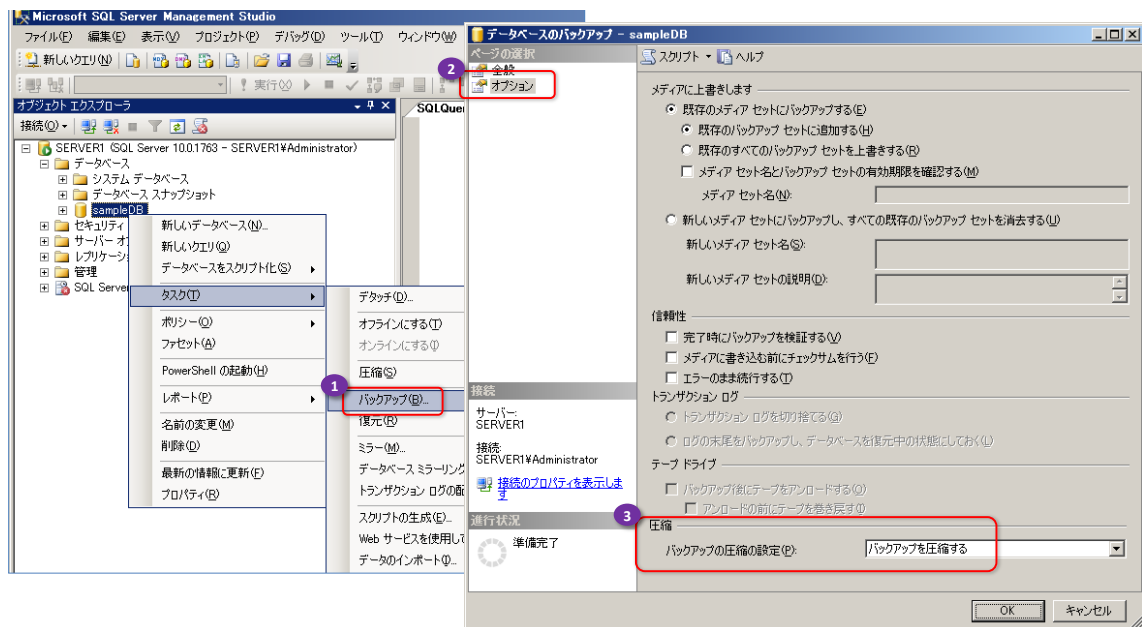 Microsoft SQL Server Management Studio
ファイル(F) 編集(E) 表示(V) プロジェクト(P) デバッグ(D) ツール(T) ウィンドウ(W)
新しいクエリ(N)
実行(X)
オブジェクト エクスプローラ
SQLQue
接続(O)
SERVER1 (SQL Server 10.0.1763 - SERVER1¥Administrator)
データベース
システム データベース
データベース スナップショット
sampleDB
セキュリティ
サーバー オ
レプリケーシ
管理
SQL Server
新しいデータベース(N)...
新しいクエリ(Q)
データベースをスクリプト化(S)
タスク(T)
ポリシー(O)
ファセット(A)
PowerShell の起動(H)
レポート(P)
名前の変更(M)
削除(D)
最新の情報に更新(F)
プロパティ(R)
デタッチ(D)...
オフラインにする(T)
オンラインにする(I)
圧縮(S)
1
バックアップ(B)...
復元(R)
ミラー(M)...
データベース ミラーリング
トランザクション ログの配
スクリプトの生成(E)...
Web サービスを使用して
データのインポート(I)...
データベースのバックアップ - sampleDB
ページの選択
2
全般
オプション
スクリプト ヘルプ
メディアに上書きします
既存のメディア セットにバックアップする(E)
既存のバックアップ セットに追加する(H)
既存のすべてのバックアップ セットを上書きする(R)
メディア セット名とバックアップ セットの有効期限を確認する(M)
メディア セット名(N):
新しいメディア セットにバックアップし、すべての既存のバックアップ セットを消去する(U)
新しいメディア セット名(S):
新しいメディア セットの説明(D):
信頼性
完了時にバックアップを検証する(V)
メディアに書き込む前にチェックサムを行う(F)
エラーのまま続行する(T)
トランザクション ログ
トランザクション ログを切り捨てる(G)
ログの末尾をバックアップし、データベースを復元中の状態にしておく(L)
テープ ドライブ
バックアップ後にテープをアンロードする(O)
アンロードの前にテープを巻き戻す(I)
3
圧縮
バックアップの圧縮の設定(P): バックアップを圧縮する
接続
サーバー:
SERVER1
接続:
SERVER1¥Administrator
接続のプロパティを表示しま
す
進行状況
準備完了
OK キャンセル